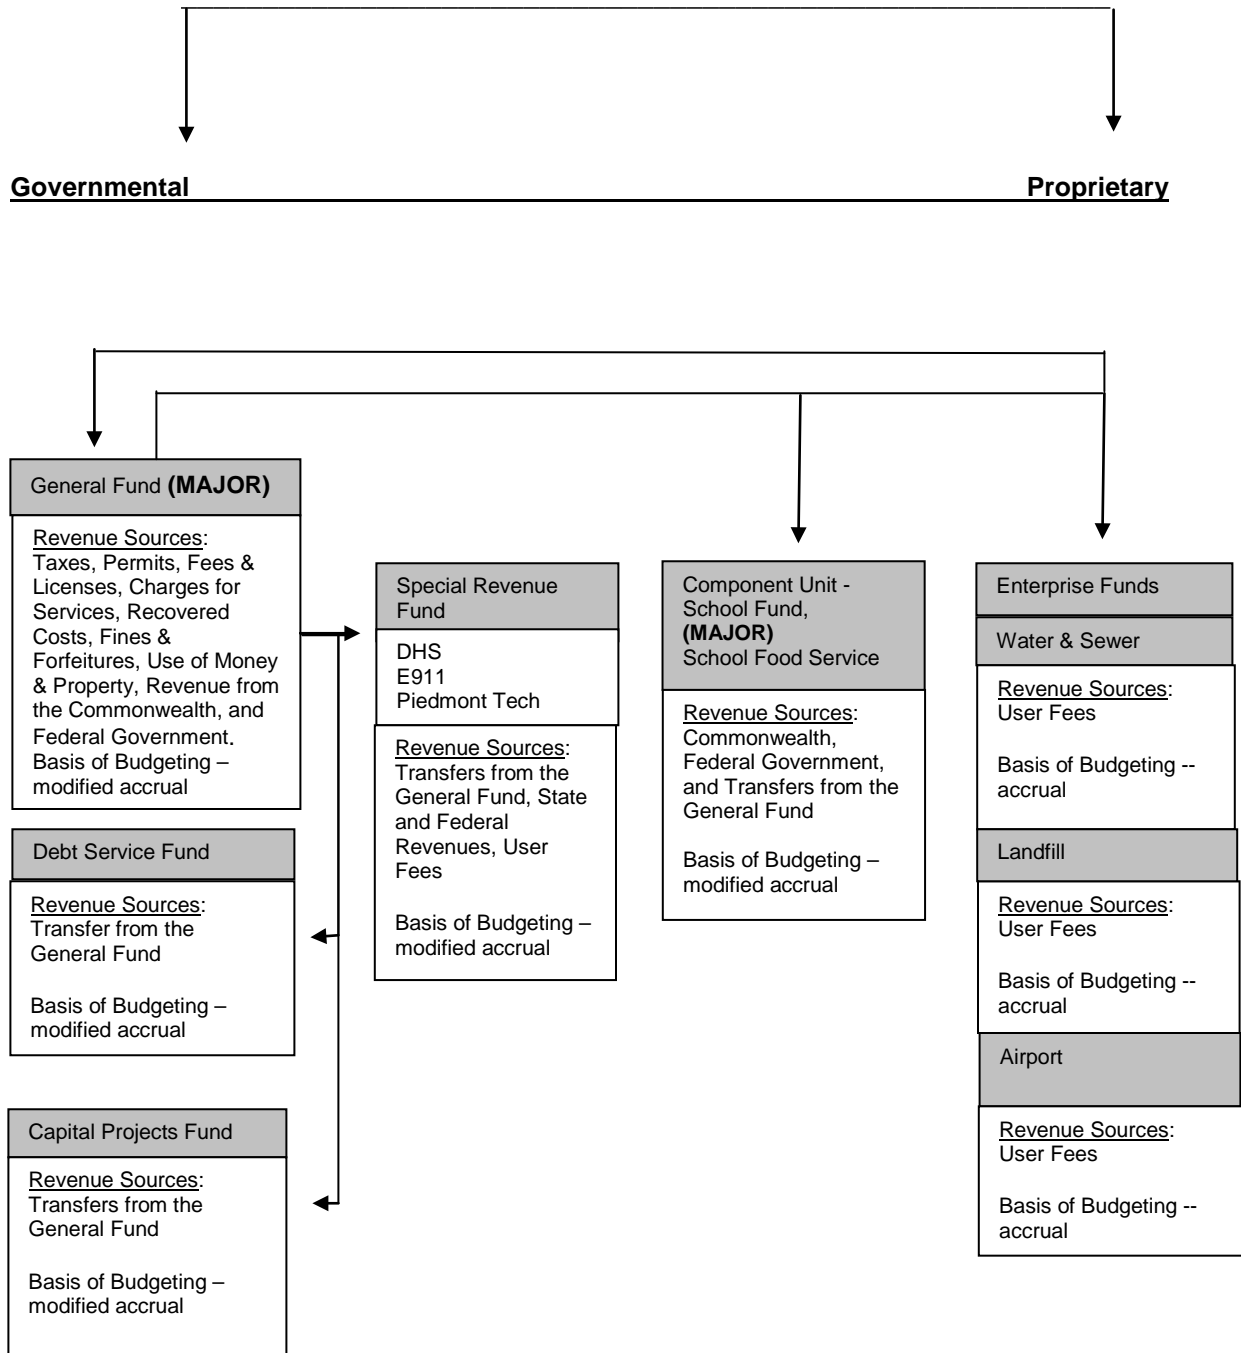 Governmental Proprietary
General Fund (MAJOR)
Revenue Sources:
Taxes, Permits, Fees &
Licenses, Charges for
Services, Recovered
Costs, Fines &
Forfeitures, Use of Money
& Property, Revenue from
the Commonwealth, and
Federal Government.
Basis of Budgeting –
modified accrual
Debt Service Fund
Revenue Sources:
Transfer from the
General Fund
Basis of Budgeting –
modified accrual
Capital Projects Fund
Revenue Sources:
Transfers from the
General Fund
Basis of Budgeting –
modified accrual
Special Revenue
Fund
DHS
E911
Piedmont Tech
Revenue Sources:
Transfers from the
General Fund, State
and Federal
Revenues, User
Fees
Basis of Budgeting –
modified accrual
Component Unit -
School Fund,
(MAJOR)
School Food Service
Revenue Sources:
Commonwealth,
Federal Government,
and Transfers from the
General Fund
Basis of Budgeting –
modified accrual
Enterprise Funds
Water & Sewer
Revenue Sources:
User Fees
Basis of Budgeting --
accrual
Landfill
Revenue Sources:
User Fees
Basis of Budgeting --
accrual
Airport
Revenue Sources:
User Fees
Basis of Budgeting --
accrual